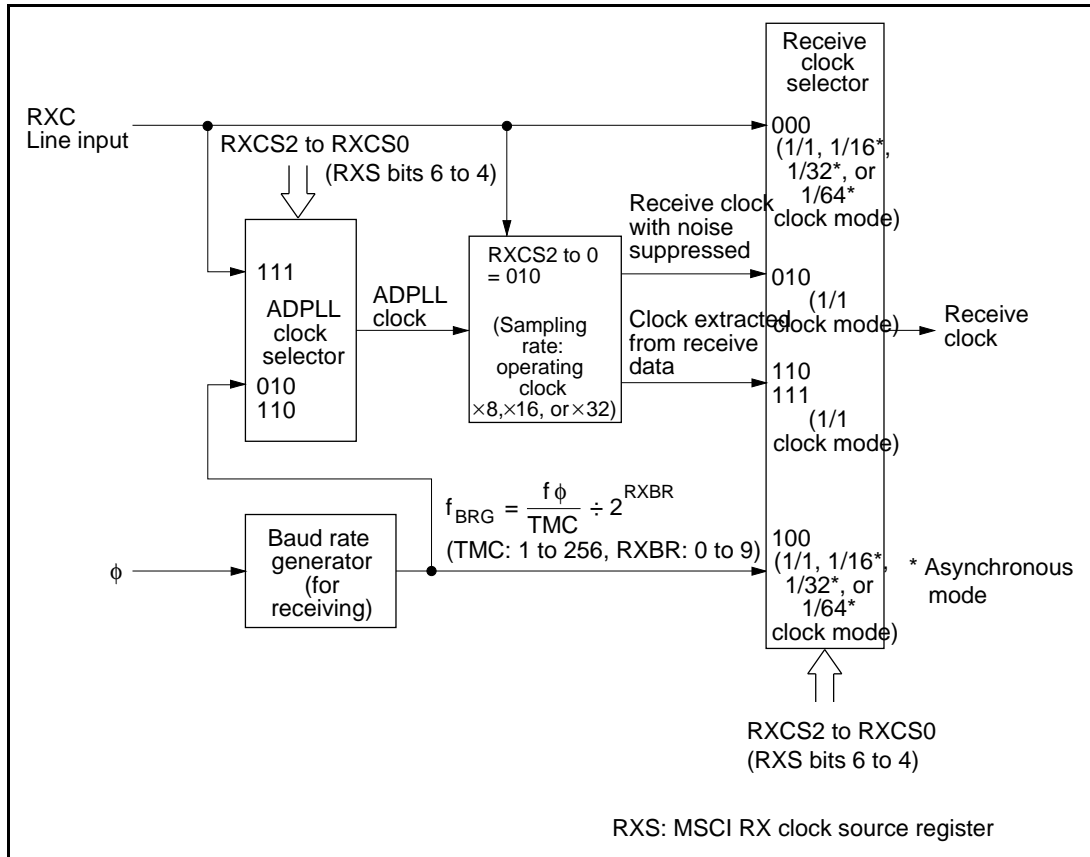 Receive
clock
selector
RXC
Line input
RXCS2 to RXCS0
(RXS bits 6 to 4)
000
(1/1, 1/16*,
1/32*, or
1/64*
clock mode)
111
ADPLL
clock
selector
010
110
ADPLL
clock
RXCS2 to 0
= 010
(Sampling
rate:
operating
clock
×8,×16, or×32)
Receive clock
with noise
suppressed
Clock extracted
from receive
data
010
(1/1
clock mode)
110
111
(1/1
clock mode)
Receive
clock
f BRG = f ϕ / TMC ÷ 2 RXBR
(TMC: 1 to 256, RXBR: 0 to 9)
ϕ
Baud rate
generator
(for
receiving)
100
(1/1, 1/16*,
1/32*, or
1/64*
clock mode)
* Asynchronous
mode
RXCS2 to RXCS0
(RXS bits 6 to 4)
RXS: MSCI RX clock source register